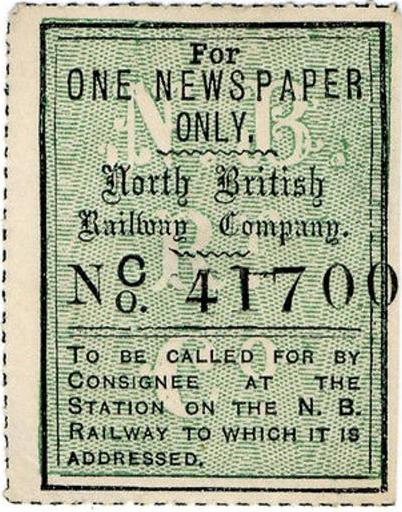 For
ONE NEWSPAPER
ONLY.
North British
Railway Company.
No. 41700
TO BE CALLED FOR BY
CONSIGNEE AT THE
STATION ON THE N. B.
RAILWAY TO WHICH IT IS
ADDRESSED.
N. B.
R.
Co